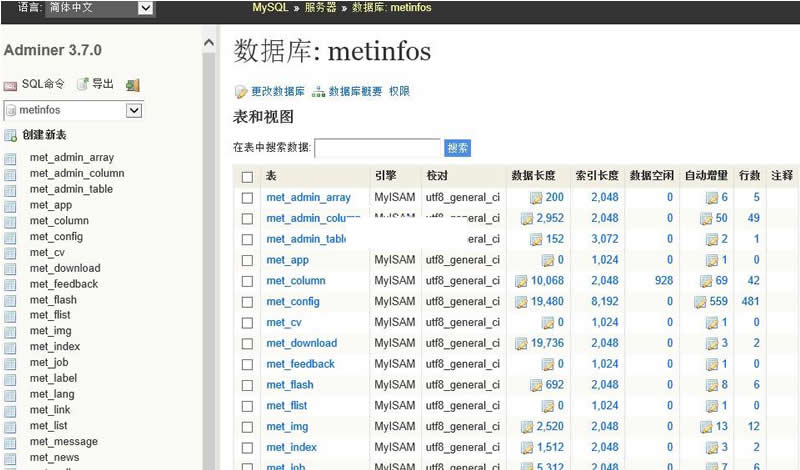 语言: 简体中文
MySQL » 服务器 » 数据库: metinfos
Adminer 3.7.0
SQL命令 导出
metinfos
创建新表
met_admin_array
met_admin_column
met_admin_table
met_app
met_column
met_config
met_cv
met_download
met_feedback
met_flash
met_flist
met_img
met_index
met_job
met_label
met_lang
met_link
met_list
met_message
met_news
数据库: metinfos
更改数据库 数据库概要 权限
表和视图
在表中搜索数据: 搜索
表 引擎 校对 数据长度 索引长度 数据空闲 自动增量 行数 注释
met_admin_array MyISAM utf8_general_ci 200 2,048 0 6 5
met_admin_colum utf8_general_ci 2,952 2,048 0 50 49
met_admin_table eral_ci 152 3,072 0 2 1
met_app MyISAM utf8_general_ci 0 1,024 0 1 0
met_column MyISAM utf8_general_ci 10,068 2,048 928 69 42
met_config MyISAM utf8_general_ci 19,480 8,192 0 559 481
met_cv MyISAM utf8_general_ci 0 1,024 0 1 0
met_download MyISAM utf8_general_ci 19,736 2,048 0 3 2
met_feedback MyISAM utf8_general_ci 0 1,024 0 1 0
met_flash MyISAM utf8_general_ci 692 2,048 0 8 6
met_flist MyISAM utf8_general_ci 0 1,024 0 1 0
met_img MyISAM utf8_general_ci 2,520 2,048 0 13 12
met_index MyISAM utf8_general_ci 1,512 2,048 0 3 2
met_job MyISAM utf8_general_ci 5,312 2,048 0 7 6